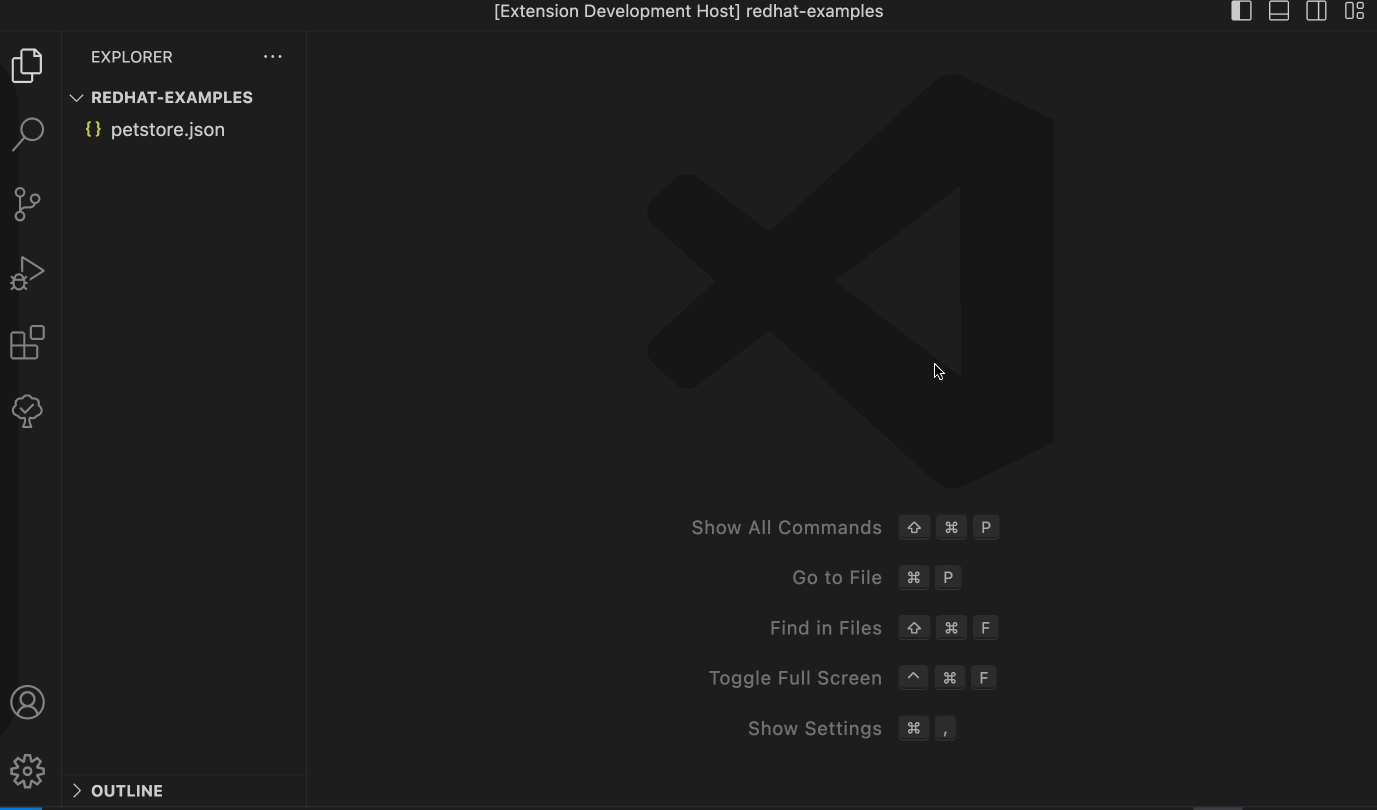 [Extension Development Host] redhat-examples
EXPLORER ...
REDHAT-EXAMPLES
{} petstore.json
Show All Commands ⇧ ⌘ P
Go to File ⌘ P
Find in Files ⇧ ⌘ F
Toggle Full Screen ^ ⌘ F
Show Settings ⌘ ,
OUTLINE